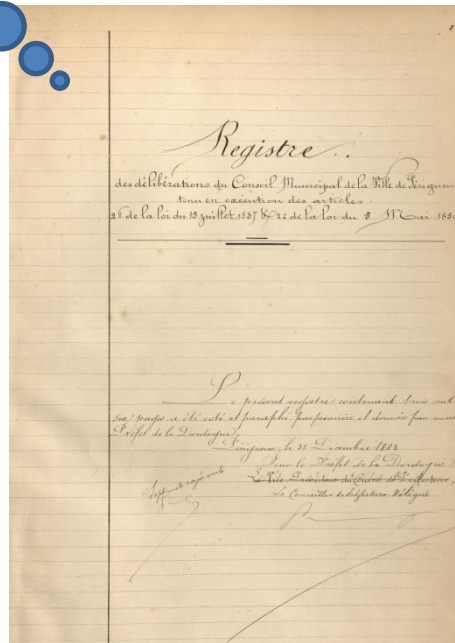 Registre
des délibérations du Conseil Municipal de la Ville de Périgueux
tenu en exécution des articles
28 de la loi du 18 juillet 1837 & 22 de la loi du 5 Mai 185
Le présent registre contenant trois cent
six pages a été coté et paraphé par première et dernière par nous
Préfet de la Dordogne.
Périgueux, le 31 Décembre 1883
Pour le Préfet de la Dordogne
Le Vice-Président du Conseil de Préfecture,
Le Conseiller de Préfecture Délégué